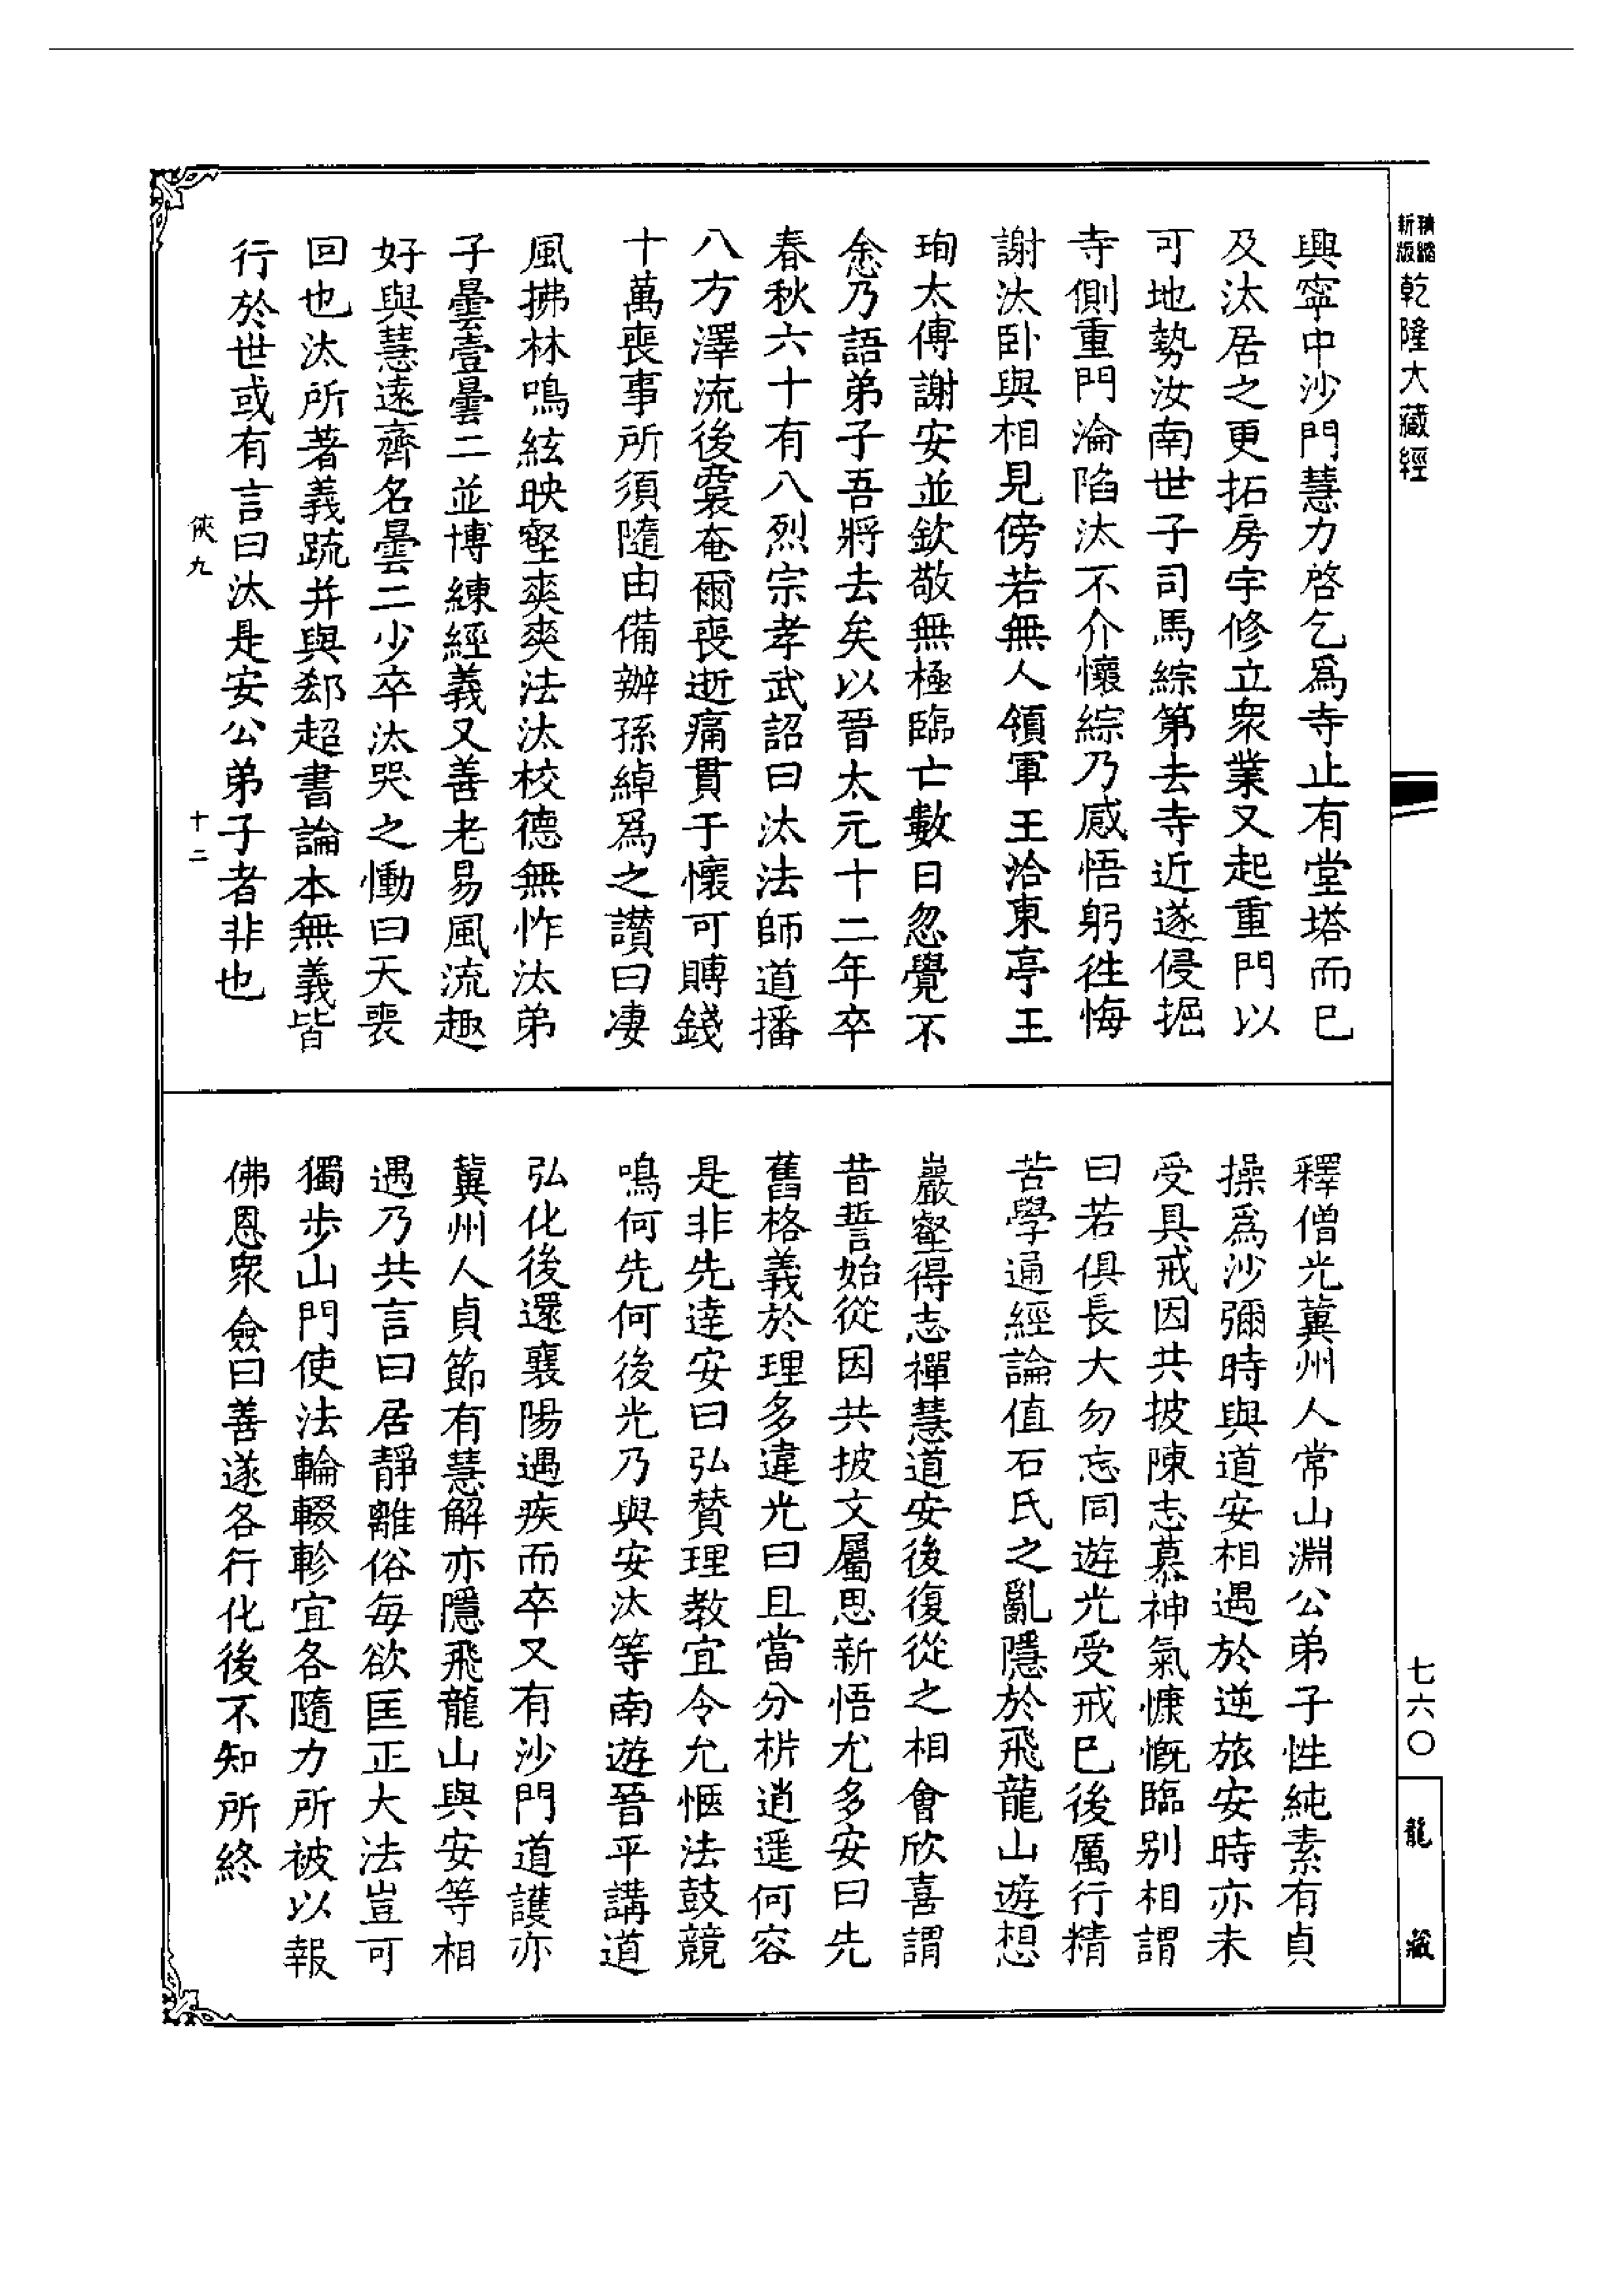 精縮
新版
乾隆大藏經
七六〇
龍藏
興寧中沙門慧力啓乞爲寺止有堂塔而已
及汰居之更拓房宇修立衆業又起重門以
可地勢汝南世子司馬綜第去寺近遂侵掘
寺側重門淪陷汰不介懷綜乃感悟躬徃悔
謝汰卧與相見傍若無人領軍王洽東亭王
珣太傅謝安並欽敬無極臨亡數日忽覺不
悆乃語弟子吾將去矣以晉太元十二年卒
春秋六十有八烈宗孝武詔曰汰法師道播
八方澤流後裔奄爾喪逝痛貫于懷可賻錢
十萬喪事所須隨由備辦孫綽爲之讃曰凄
風拂林鳴絃映壑爽爽法汰校德無怍汰弟
子曇壹曇二並博練經義又善老易風流趣
好與慧遠齊名曇二少卒汰哭之慟曰天喪
回也汰所著義疏并與郄超書論本無義皆
行於世或有言曰汰是安公弟子者非也
俠九
十二
釋僧光冀州人常山淵公弟子性純素有貞
操爲沙彌時與道安相遇於逆旅安時亦未
受具戒因共披陳志慕神氣慷慨臨别相謂
曰若俱長大勿忘同遊光受戒已後厲行精
苦學通經論值石氏之亂隱於飛龍山遊想
巖壑得志禪慧道安後復從之相會欣喜謂
昔誓始從因共披文屬思新悟尤多安曰先
舊格義於理多違光曰且當分栟逍遥何容
是非先達安曰弘賛理教宜令允愜法鼓競
鳴何先何後光乃與安汰等南遊晉平講道
弘化後還襄陽遇疾而卒又有沙門道護亦
冀州人貞節有慧解亦隱飛龍山與安等相
遇乃共言曰居靜離俗每欲匡正大法豈可
獨步山門使法輪輟軫宜各隨力所被以報
佛恩衆僉曰善遂各行化後不知所終